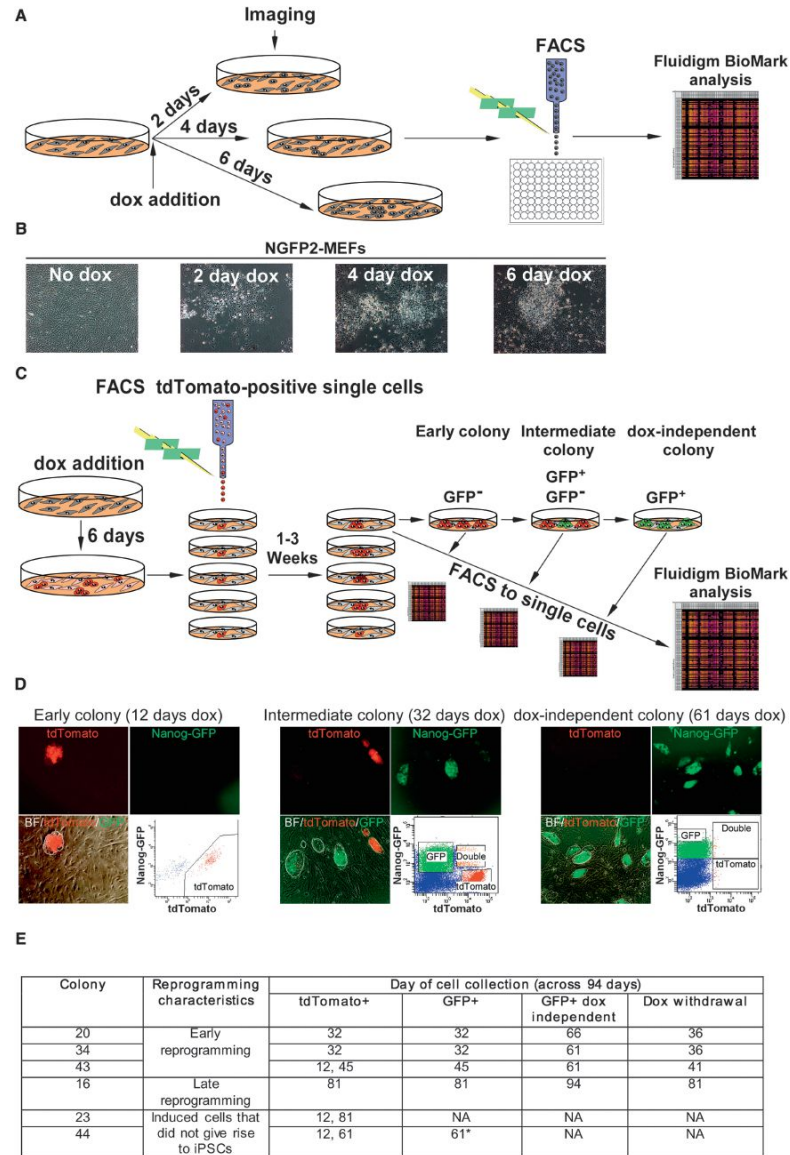 A
Imaging
FACS
Fluidigm BioMark
analysis
2 days
4 days
6 days
dox addition
B
NGFP2-MEFs
No dox
2 day dox
4 day dox
6 day dox
C
FACS tdTomato-positive single cells
Early colony
Intermediate
colony
dox-independent
colony
dox addition
GFP+
GFP-
GFP-
GFP+
6 days
1-3
Weeks
FACS to single cells
Fluidigm BioMark
analysis
D
Early colony (12 days dox)
Intermediate colony (32 days dox)
dox-independent colony (61 days dox)
tdTomato
Nanog-GFP
tdTomato
Nanog-GFP
tdTomato
Nanog-GFP
BF/tdTomato/GFP
Nanog-GFP
tdTomato
tdTomato
BF/tdTomato/GFP
Nanog-GFP
GFP
Double
tdTomato
tdTomato
BF/tdTomato/GFP
Nanog-GFP
GFP
Double
tdTomato
tdTomato
E
Colony
Reprogramming
characteristics
Day of cell collection (across 94 days)
tdTomato+
GFP+
GFP+ dox
independent
Dox withdrawal
20
Early
reprogramming
32
32
66
36
34
32
32
61
36
43
12, 45
45
61
41
16
Late
reprogramming
81
81
94
81
23
Induced cells that
did not give rise
to iPSCs
12, 81
NA
NA
NA
44
12, 61
61*
NA
NA